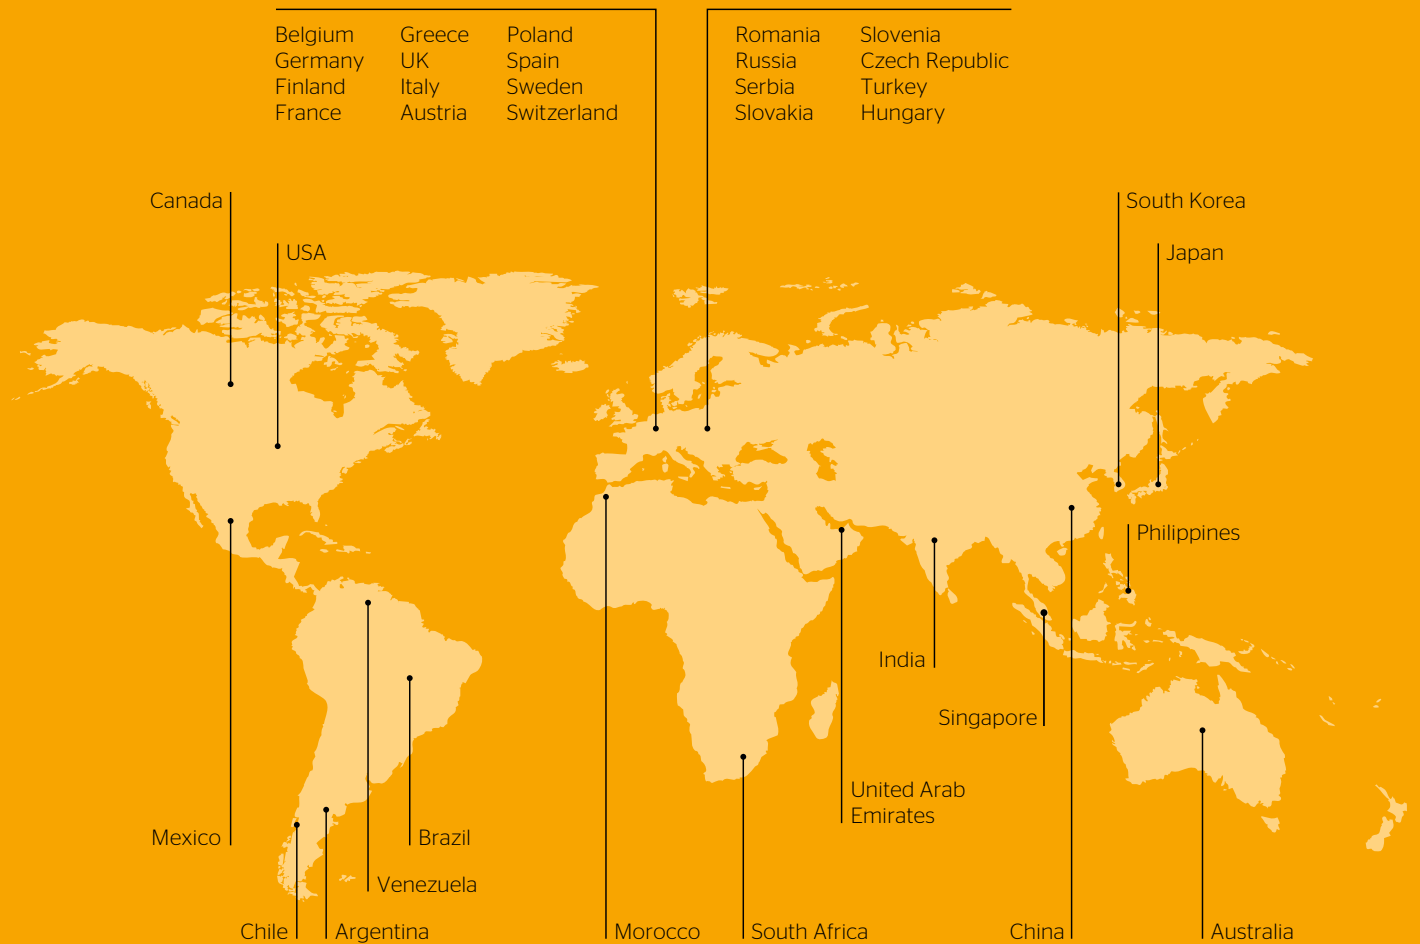 Belgium
Germany
Finland
France
Greece
UK
Italy
Austria
Poland
Spain
Sweden
Switzerland
Romania
Russia
Serbia
Slovakia
Slovenia
Czech Republic
Turkey
Hungary
Canada
South Korea
USA
Japan
Philippines
India
Singapore
United Arab
Emirates
Mexico
Brazil
Venezuela
Chile
Argentina
Morocco
South Africa
China
Australia